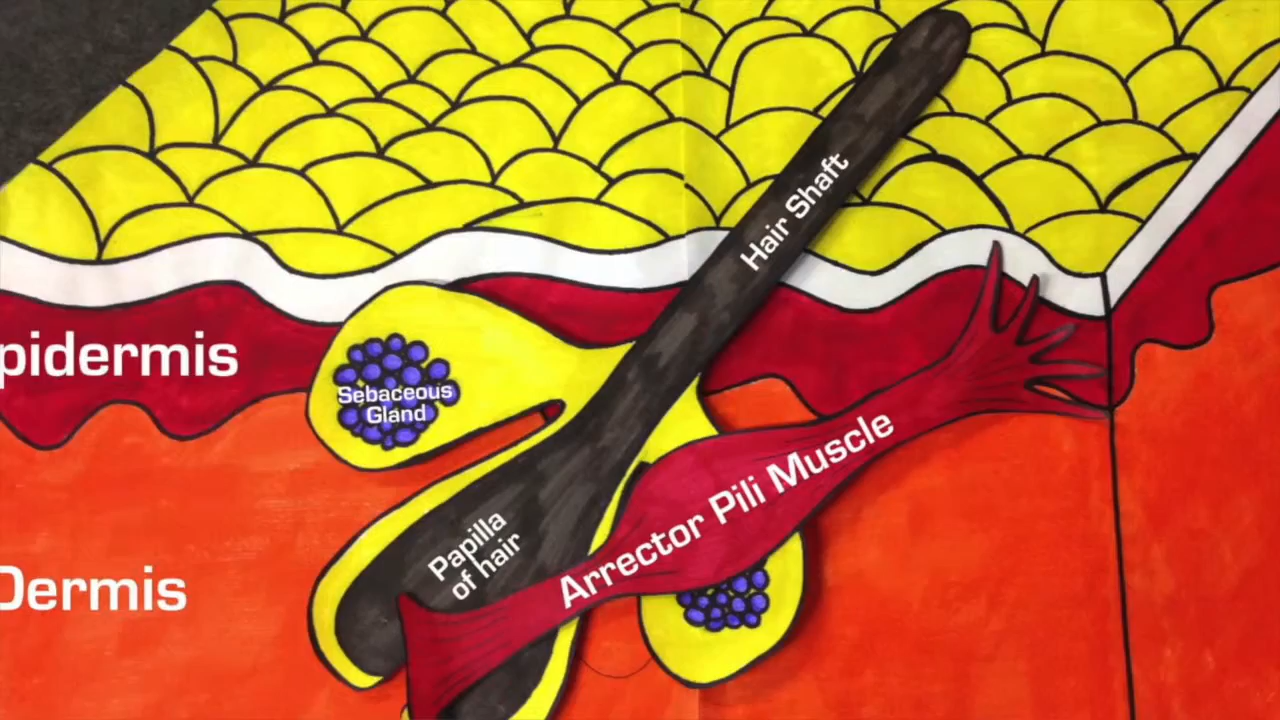 Hair Shaft
pidermis
Sebaceous
Gland
Arrector Pili Muscle
Papilla
of hair
Dermis